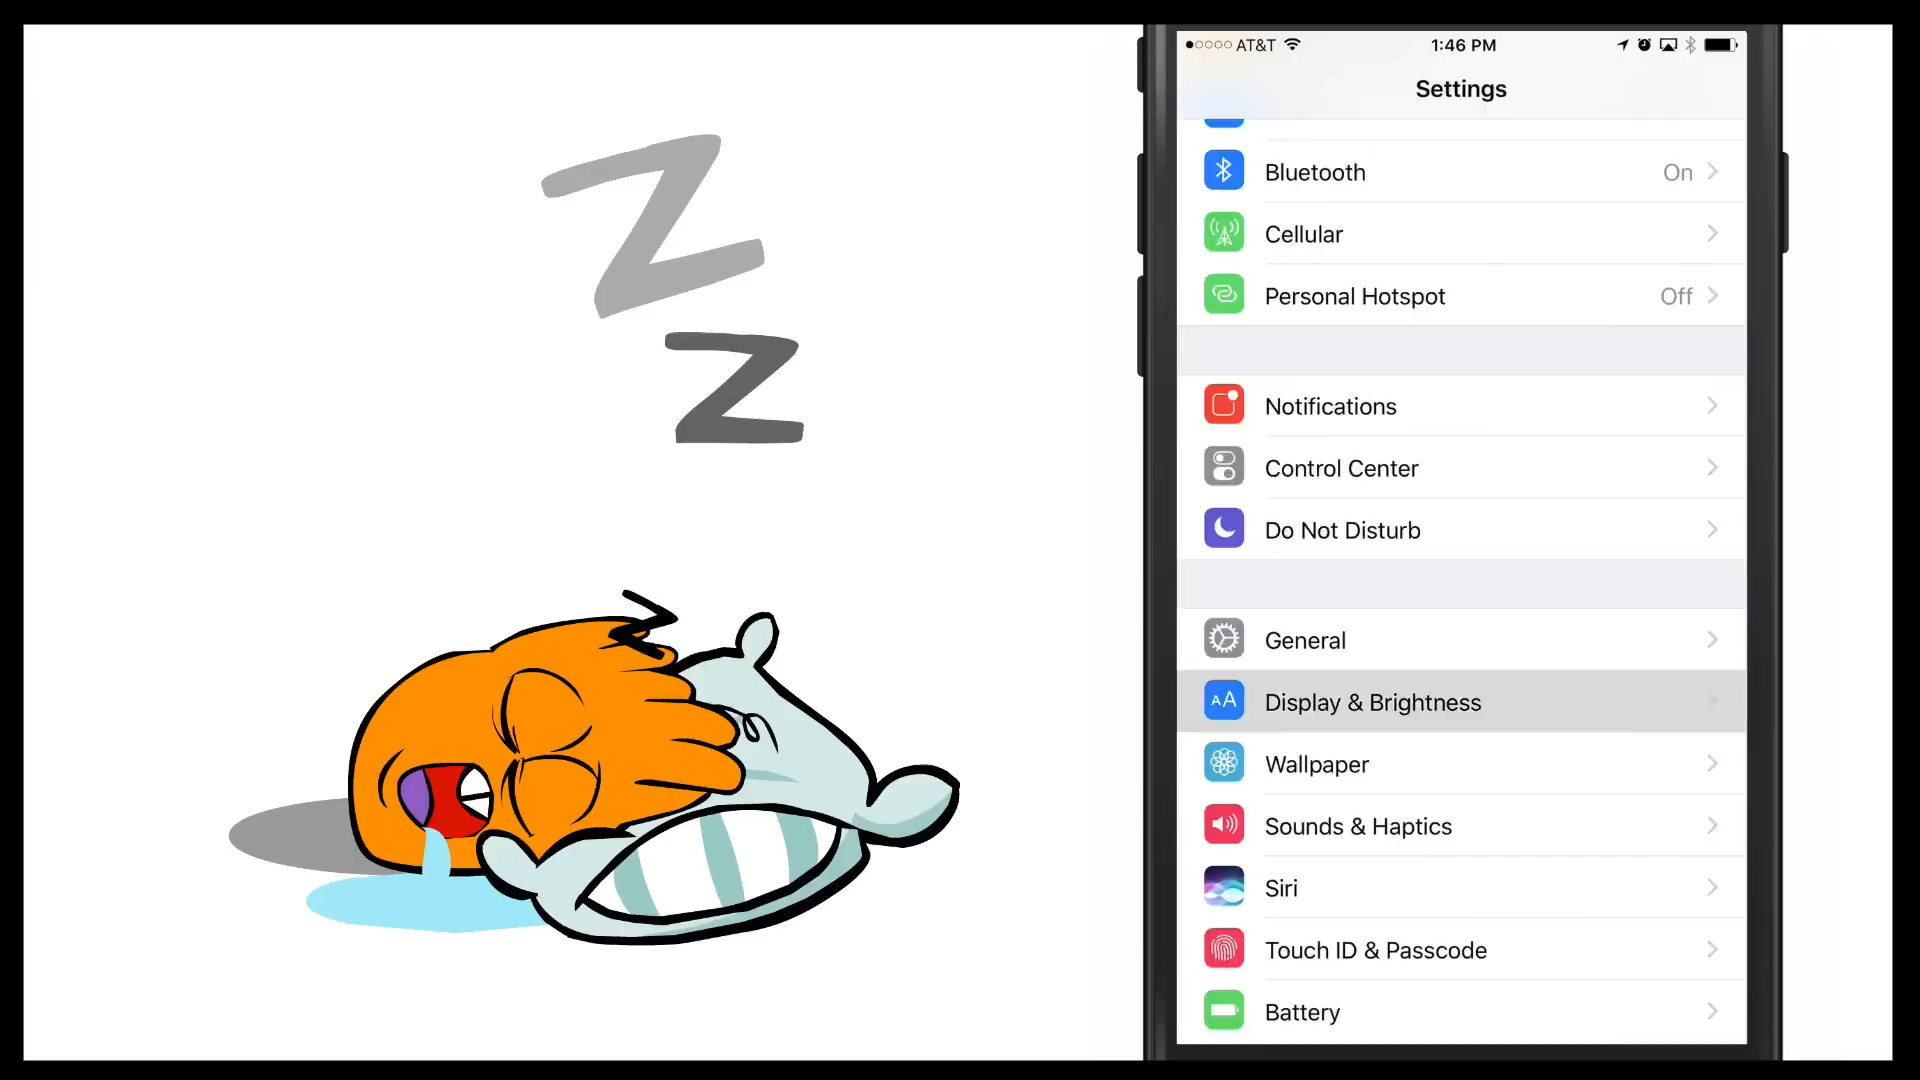 Z
Z
Z
AT&T 1:46 PM
Settings
Bluetooth On
Cellular
Personal Hotspot Off
Notifications
Control Center
Do Not Disturb
General
AA Display & Brightness
Wallpaper
Sounds & Haptics
Siri
Touch ID & Passcode
Battery